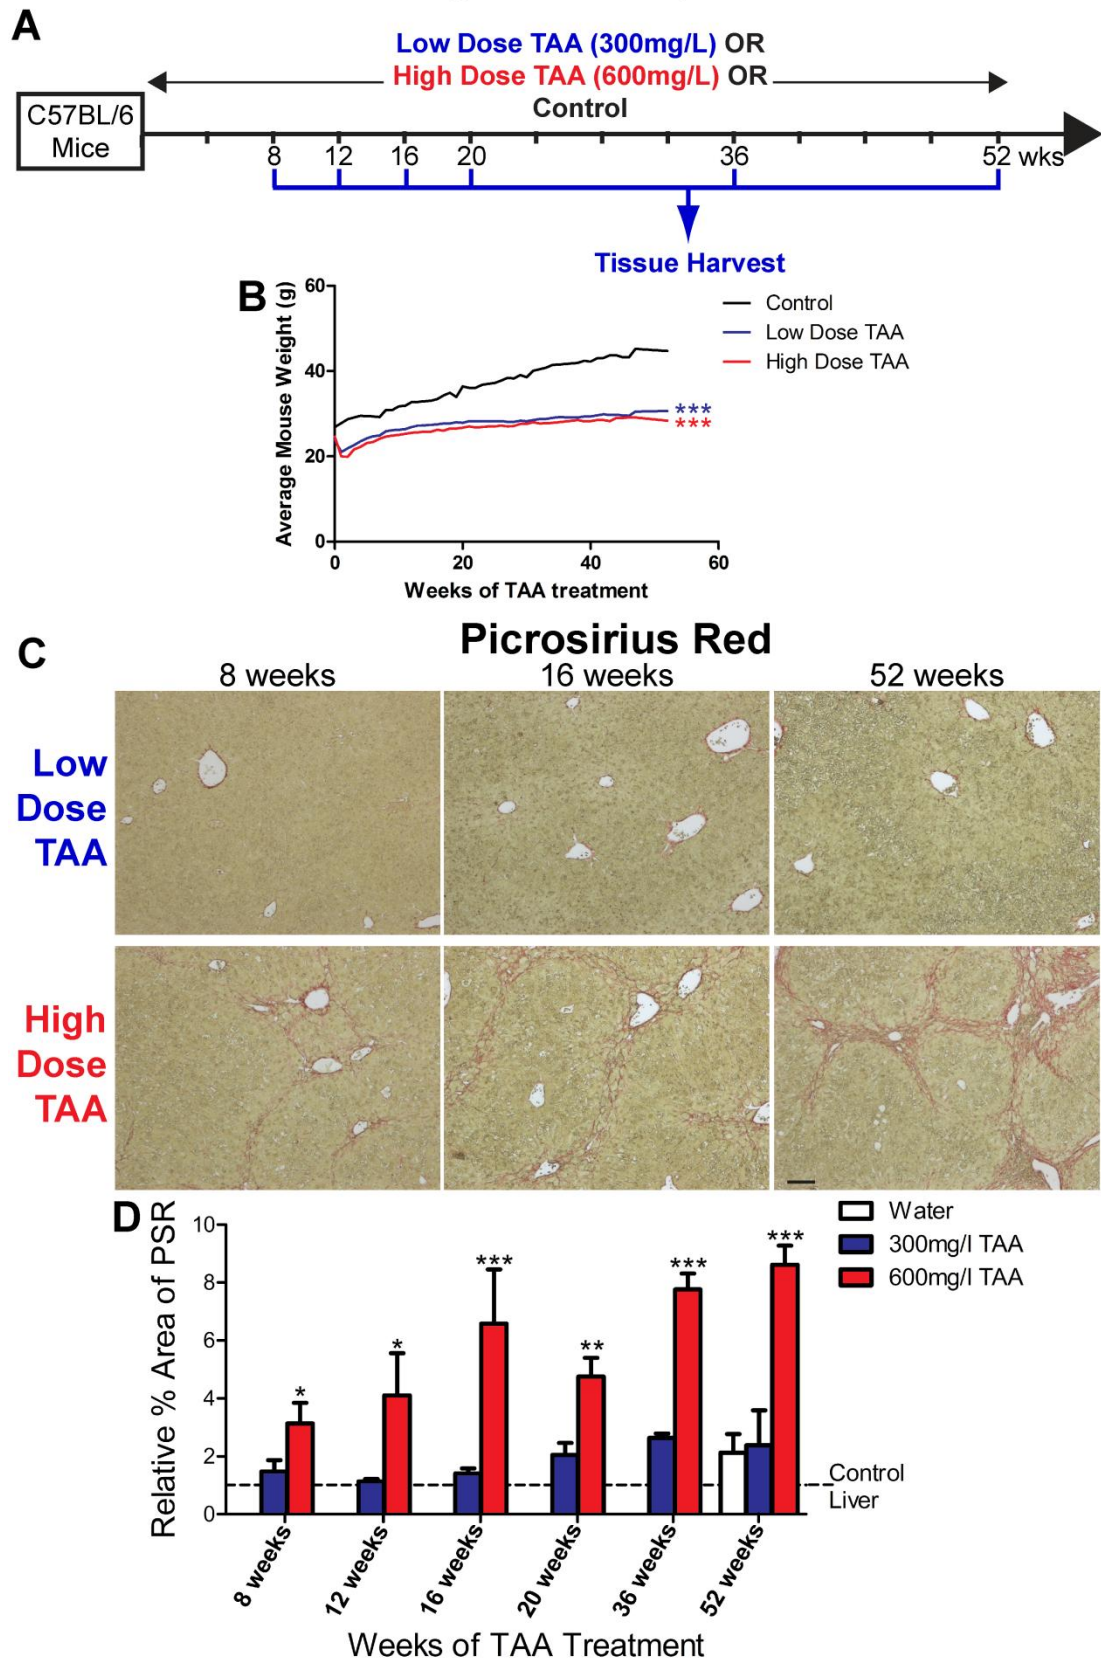 A
Low Dose TAA (300mg/L) OR
High Dose TAA (600mg/L) OR
Control
C57BL/6
Mice
8 12 16 20 36 52 wks
Tissue Harvest
B
Average Mouse Weight (g)
60
40
20
0
0 20 40 60
Weeks of TAA treatment
Control
Low Dose TAA
High Dose TAA
***
***
C
Picrosirius Red
8 weeks 16 weeks 52 weeks
Low
Dose
TAA
High
Dose
TAA
D
Relative % Area of PSR
10
8
6
4
2
0
* * *** ** *** ***
Water
300mg/l TAA
600mg/l TAA
Control
Liver
8 weeks 12 weeks 16 weeks 20 weeks 36 weeks 52 weeks
Weeks of TAA Treatment